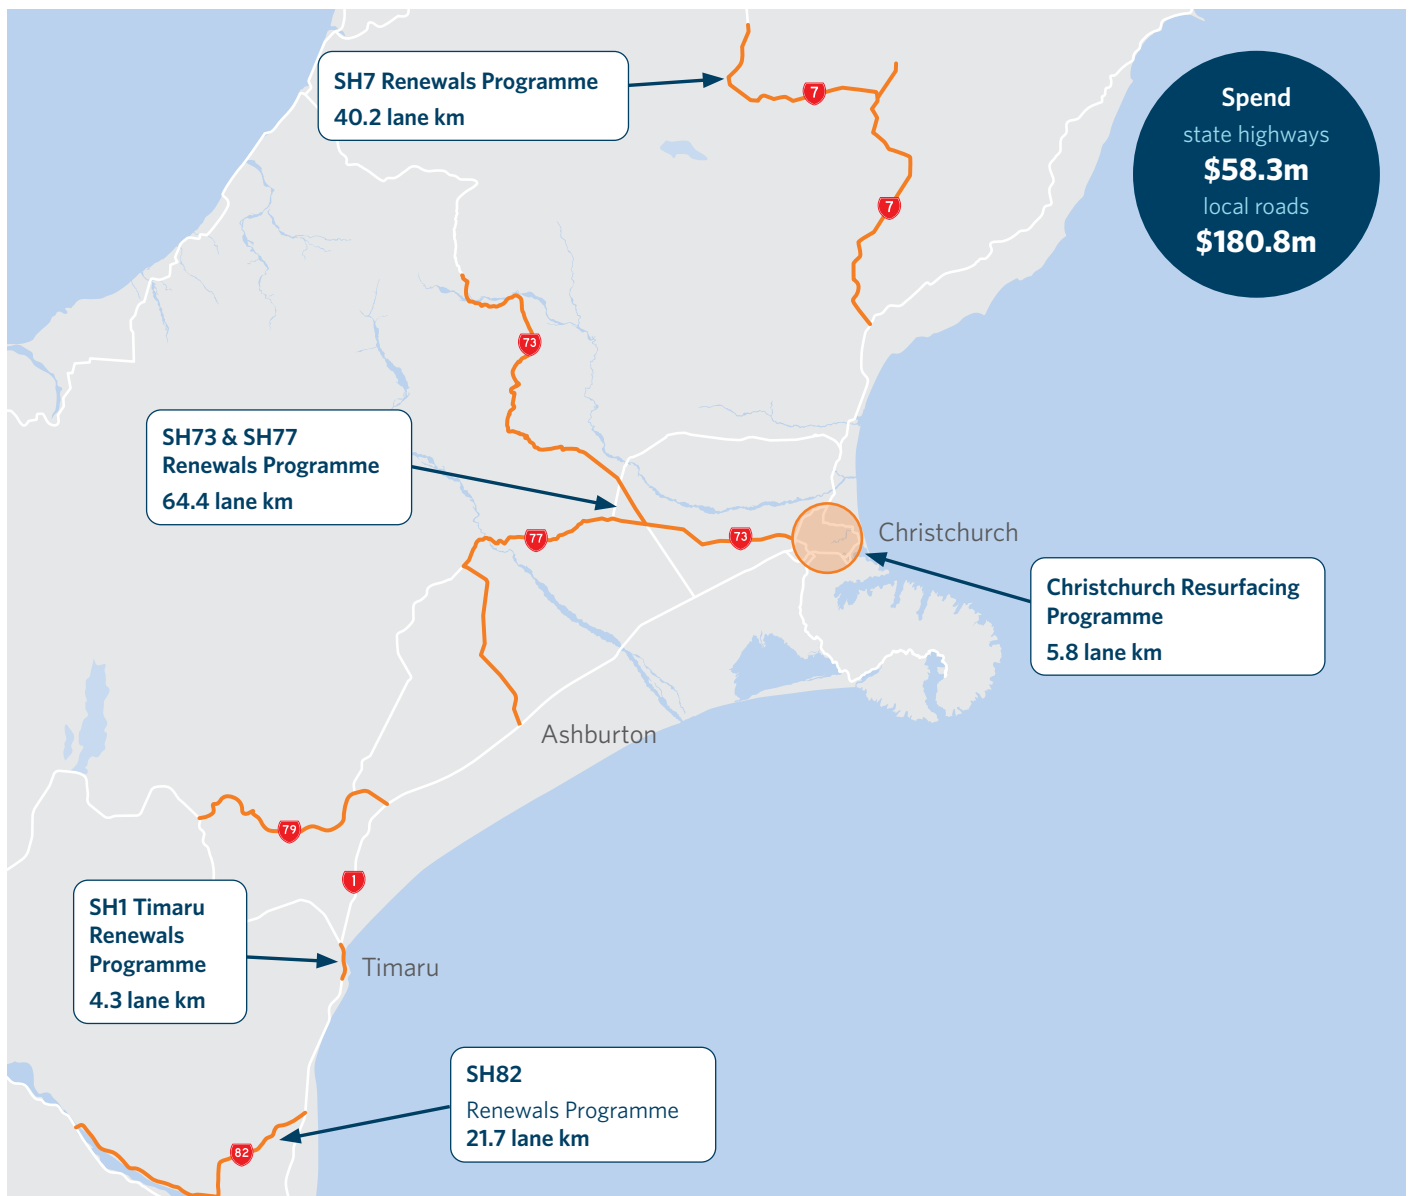 SH7 Renewals Programme
40.2 lane km
7
7
Spend
state highways
$58.3m
local roads
$180.8m
73
SH73 & SH77
Renewals Programme
64.4 lane km
77
73
Christchurch
Christchurch Resurfacing
Programme
5.8 lane km
Ashburton
79
1
SH1 Timaru
Renewals
Programme
4.3 lane km
Timaru
SH82
Renewals Programme
21.7 lane km
82